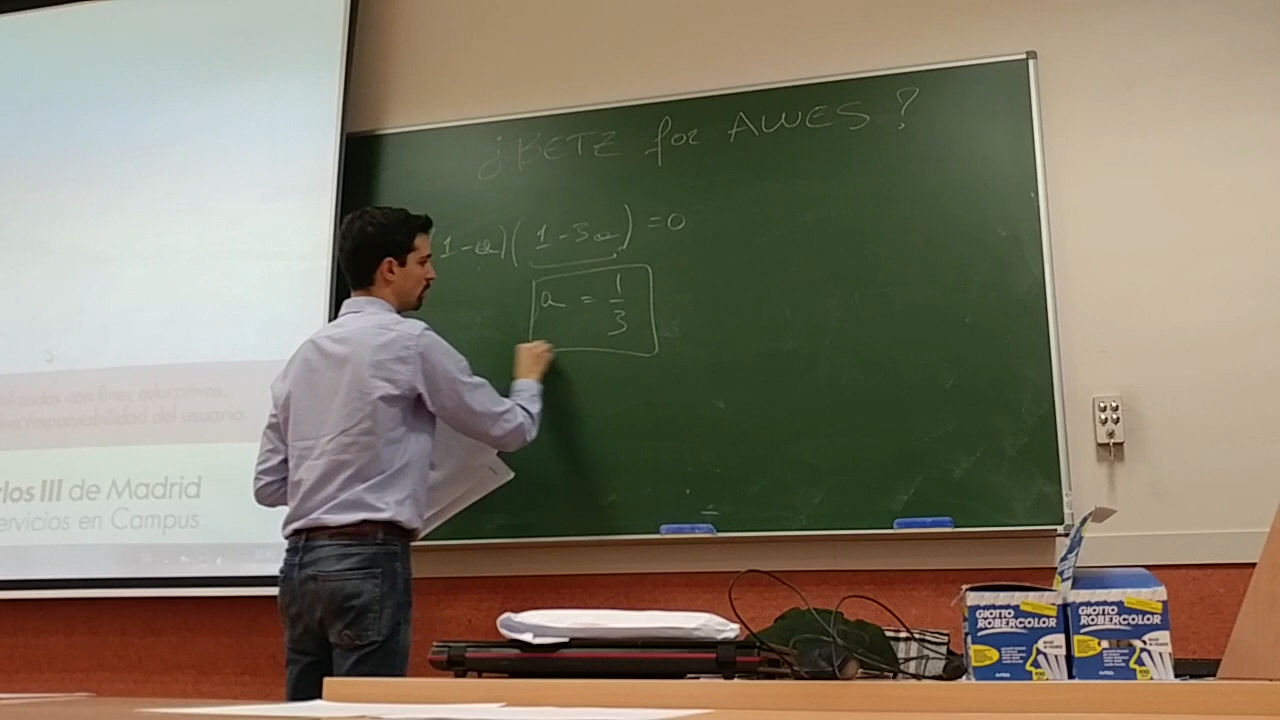 ¿BETZ for AWES?
(1-a)(1-3a)=0
a = 1/3
ilizados con fines educativos,
responsabilidad del usuario.
rlos III de Madrid
ervicios en Campus
GIOTTO
ROBERCOLOR
GIOTTO
ROBERCOLOR